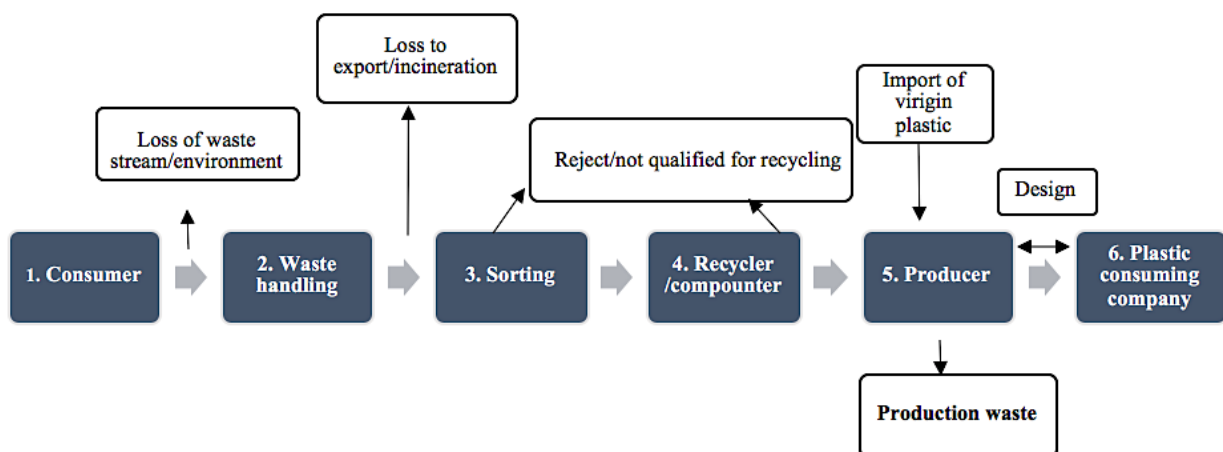 Loss to
export/incineration
Import of
virigin
plastic
Loss of waste
stream/environment
Reject/not qualified for recycling
Design
1. Consumer
2. Waste
handling
3. Sorting
4. Recycler
/compounter
5. Producer
6. Plastic
consuming
company
Production waste